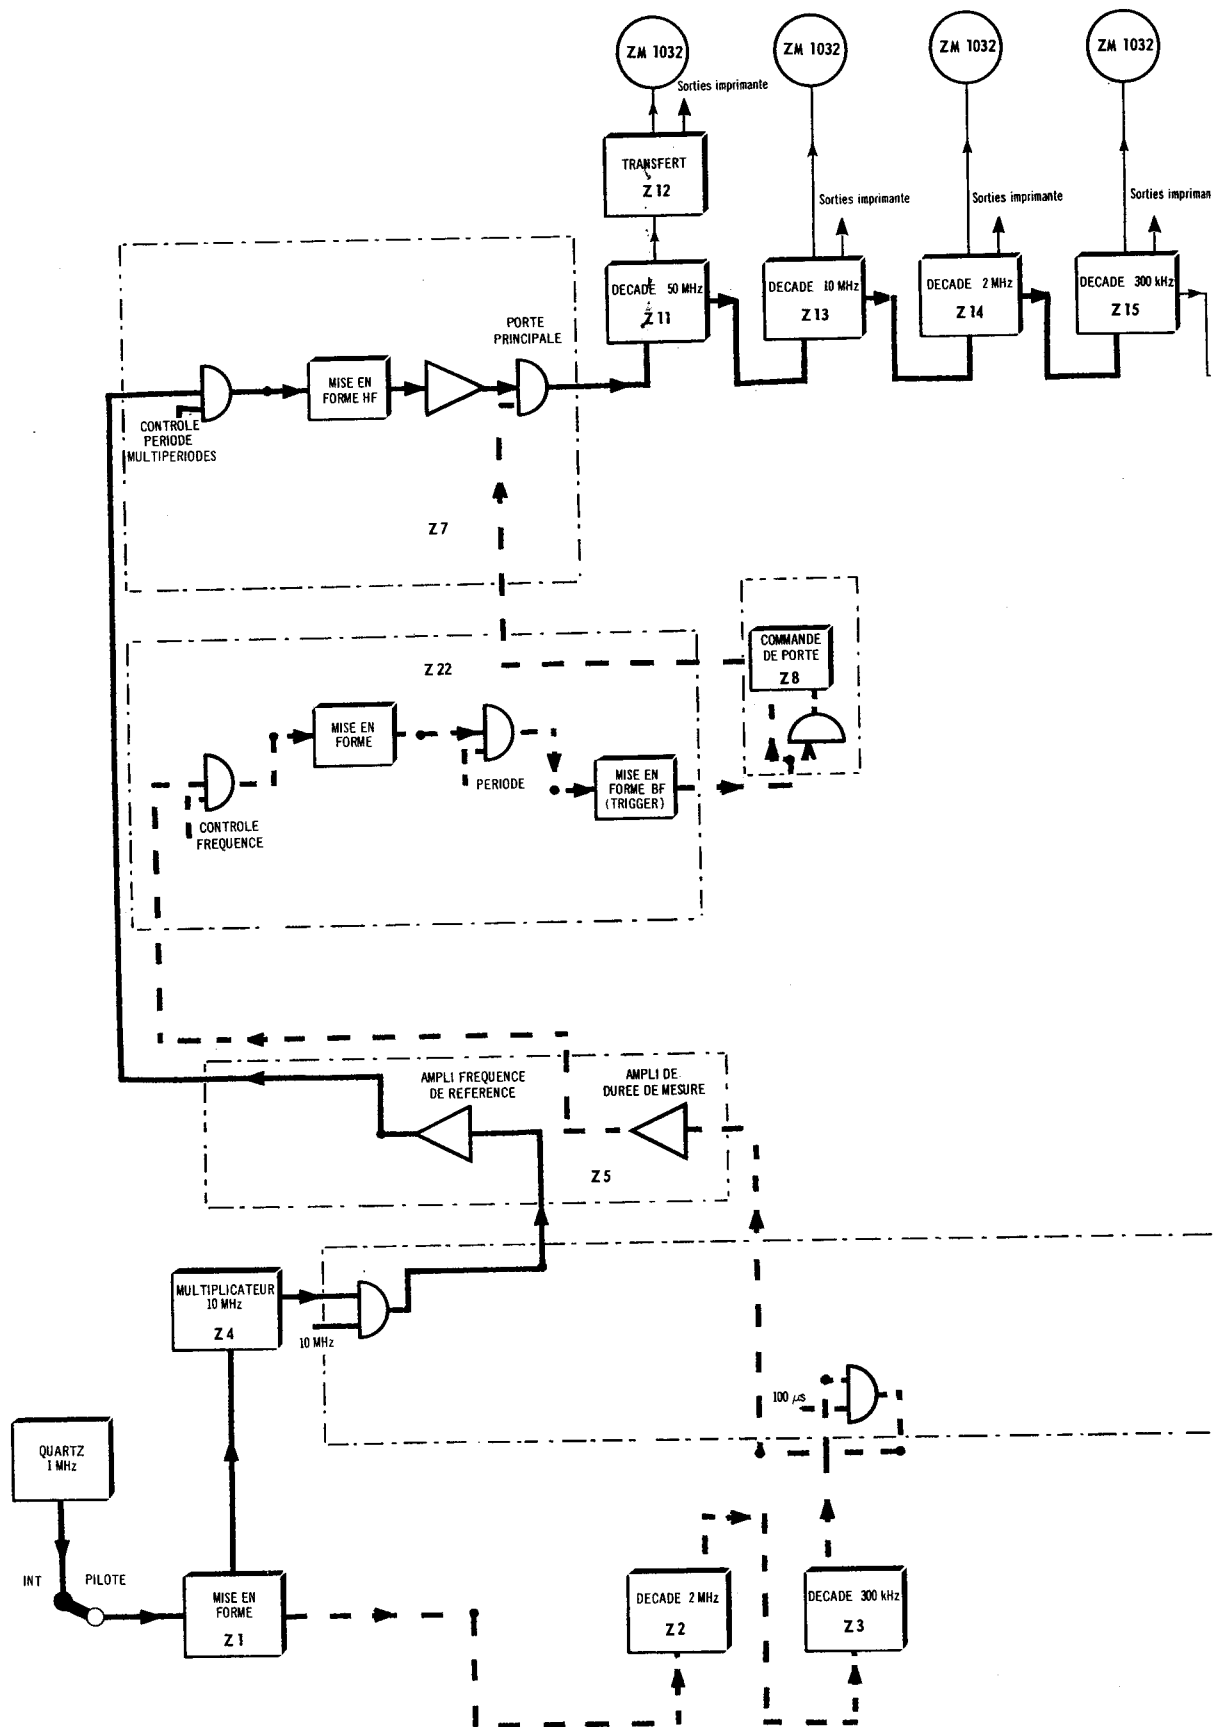 ZM 1032
ZM 1032
ZM 1032
ZM 1032
Sorties imprimante
TRANSFERT
Z 12
Sorties imprimante
Sorties imprimante
Sorties impriman
DECADE 50 MHz
Z 11
DECADE 10 MHz
Z 13
DECADE 2 MHz
Z 14
DECADE 300 kHz
Z 15
PORTE
PRINCIPALE
MISE EN
FORME HF
CONTROLE
PERIODE
MULTIPERIODES
Z 7
Z 22
COMMANDE
DE PORTE
Z 8
MISE EN
FORME
PERIODE
MISE EN
FORME BF
(TRIGGER)
CONTROLE
FREQUENCE
AMPLI FREQUENCE
DE REFERENCE
AMPLI DE
DUREE DE MESURE
Z 5
MULTIPLICATEUR
10 MHz
Z 4
10 MHz
100 µs
QUARTZ
1 MHz
INT
PILOTE
MISE EN
FORME
Z 1
DECADE 2 MHz
Z 2
DECADE 300 kHz
Z 3